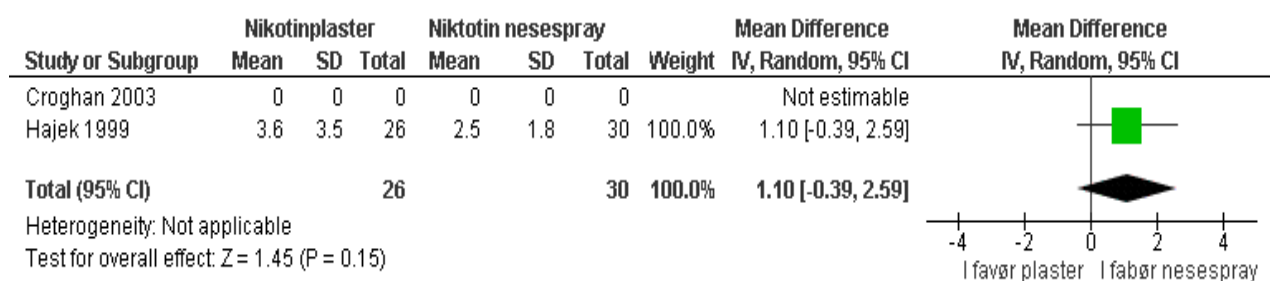 Nikotinplaster Niktotin nesespray Mean Difference Mean Difference
Study or Subgroup Mean SD Total Mean SD Total Weight IV, Random, 95% CI IV, Random, 95% CI
Croghan 2003 0 0 0 0 0 0 Not estimable
Hajek 1999 3.6 3.5 26 2.5 1.8 30 100.0% 1.10 [-0.39, 2.59]
Total (95% CI) 26 30 100.0% 1.10 [-0.39, 2.59]
Heterogeneity: Not applicable
Test for overall effect: Z = 1.45 (P = 0.15)
-4 -2 0 2 4
I favør plaster I fabør nesespray